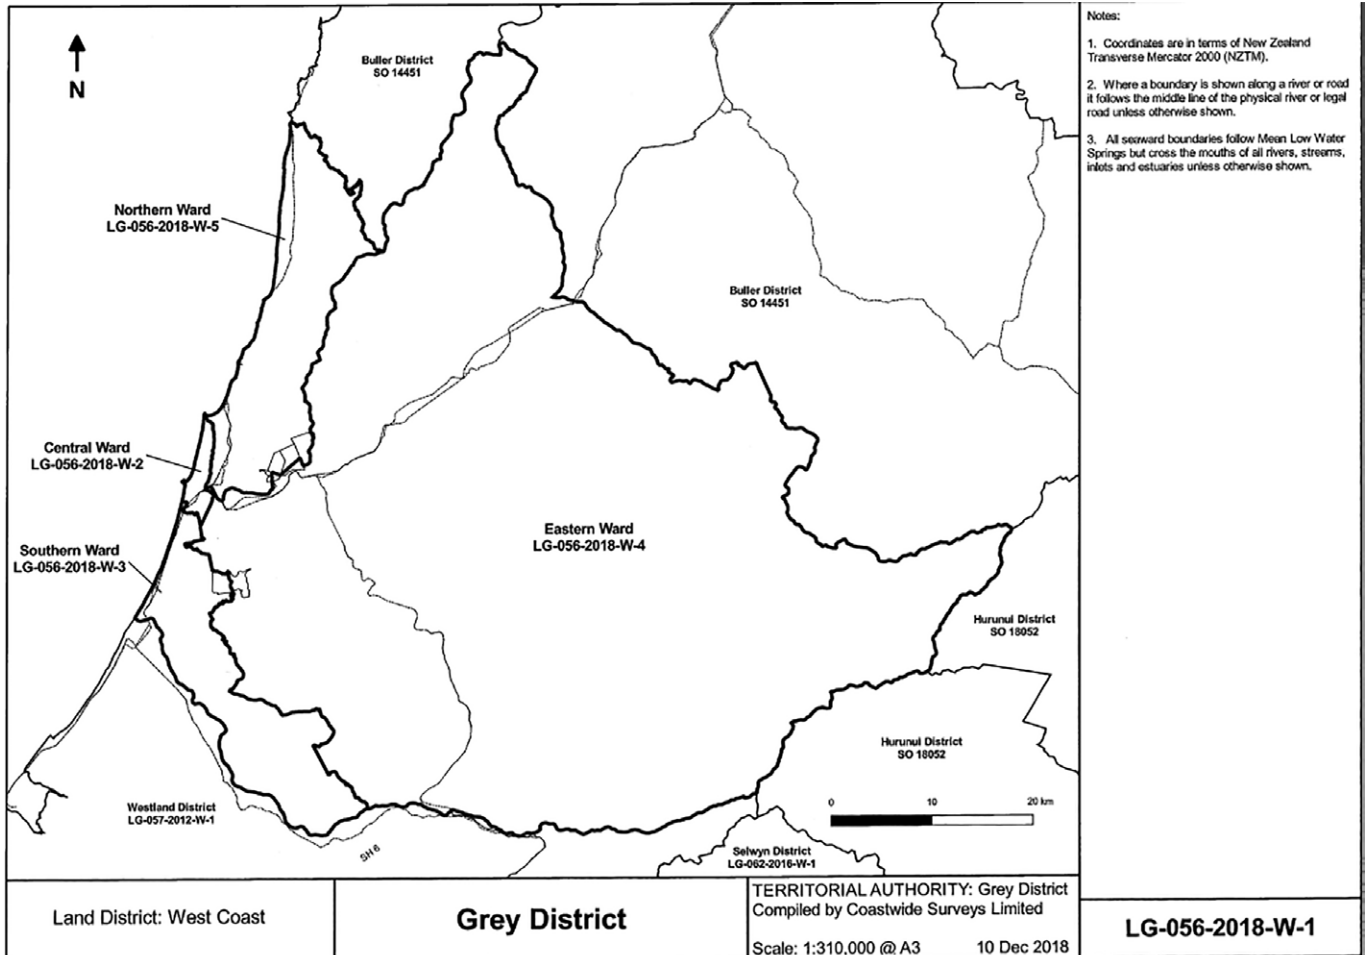 N
Buller District
SO 14451
Northern Ward
LG-056-2018-W-5
Buller District
SO 14451
Central Ward
LG-056-2018-W-2
Eastern Ward
LG-056-2018-W-4
Southern Ward
LG-056-2018-W-3
Hurunui District
SO 18052
Hurunui District
SO 18052
Westland District
LG-057-2012-W-1
SH 6
0 10 20 km
Selwyn District
LG-062-2016-W-1
Notes:
1. Coordinates are in terms of New Zealand
Transverse Mercator 2000 (NZTM).
2. Where a boundary is shown along a river or road
it follows the middle line of the physical river or legal
road unless otherwise shown.
3. All seaward boundaries follow Mean Low Water
Springs but cross the mouths of all rivers, streams,
inlets and estuaries unless otherwise shown.
Land District: West Coast
Grey District
TERRITORIAL AUTHORITY: Grey District
Compiled by Coastwide Surveys Limited
Scale: 1:310,000 @ A3 10 Dec 2018
LG-056-2018-W-1